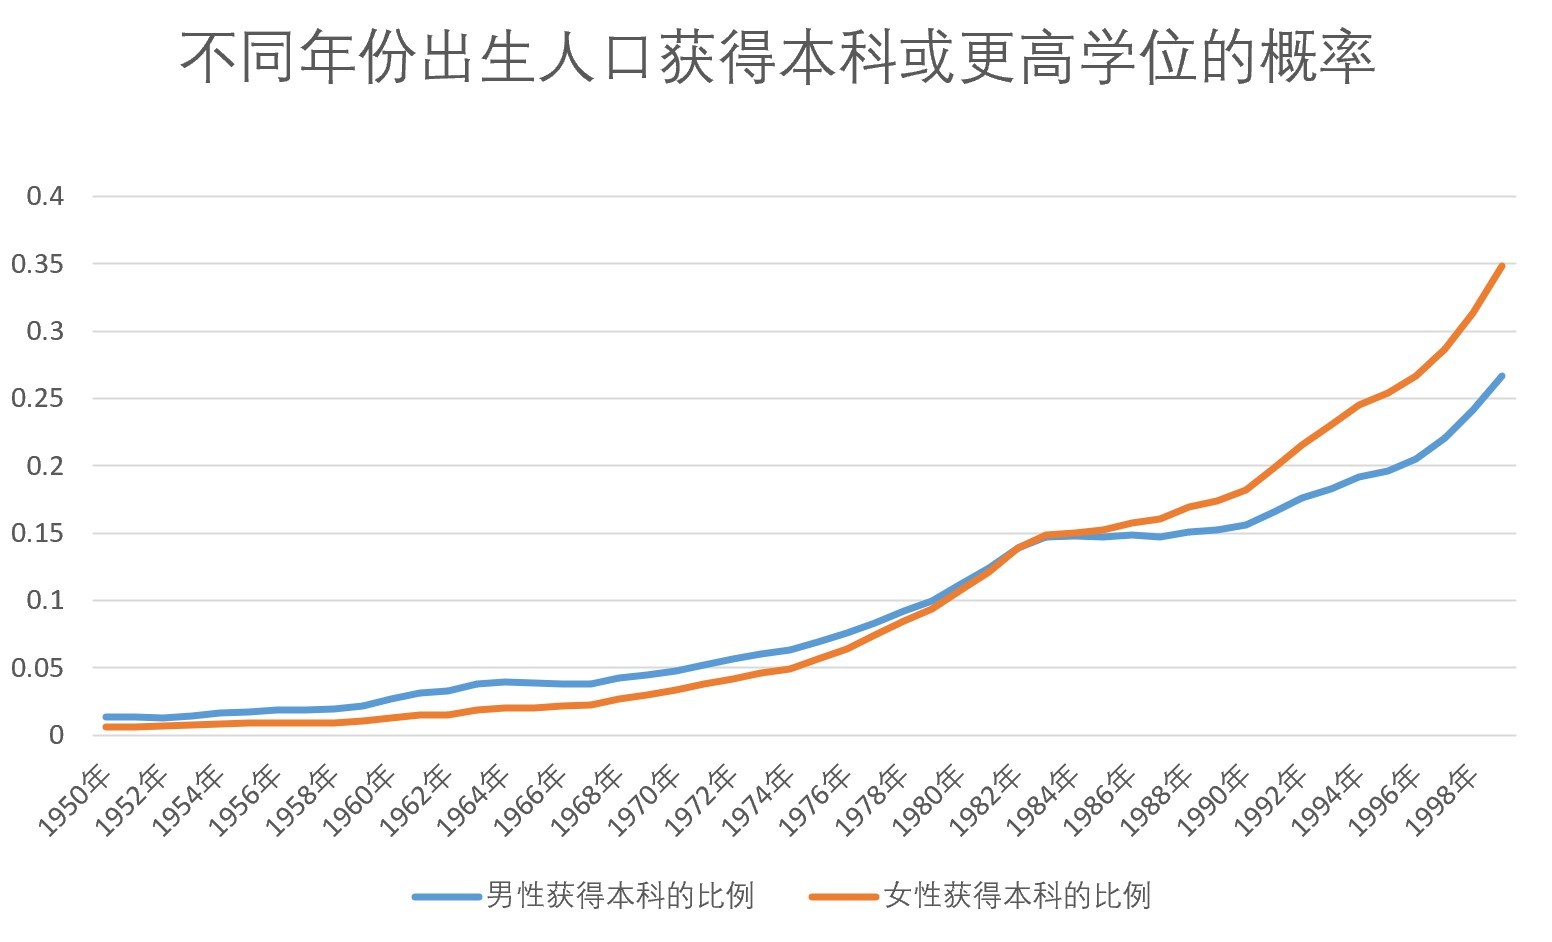 不同年份出生人口获得本科或更高学位的概率
0.4
0.35
0.3
0.25
0.2
0.15
0.1
0.05
0
1950年
1952年
1954年
1956年
1958年
1960年
1962年
1964年
1966年
1968年
1970年
1972年
1974年
1976年
1978年
1980年
1982年
1984年
1986年
1988年
1990年
1992年
1994年
1996年
1998年
男性获得本科的比例
女性获得本科的比例